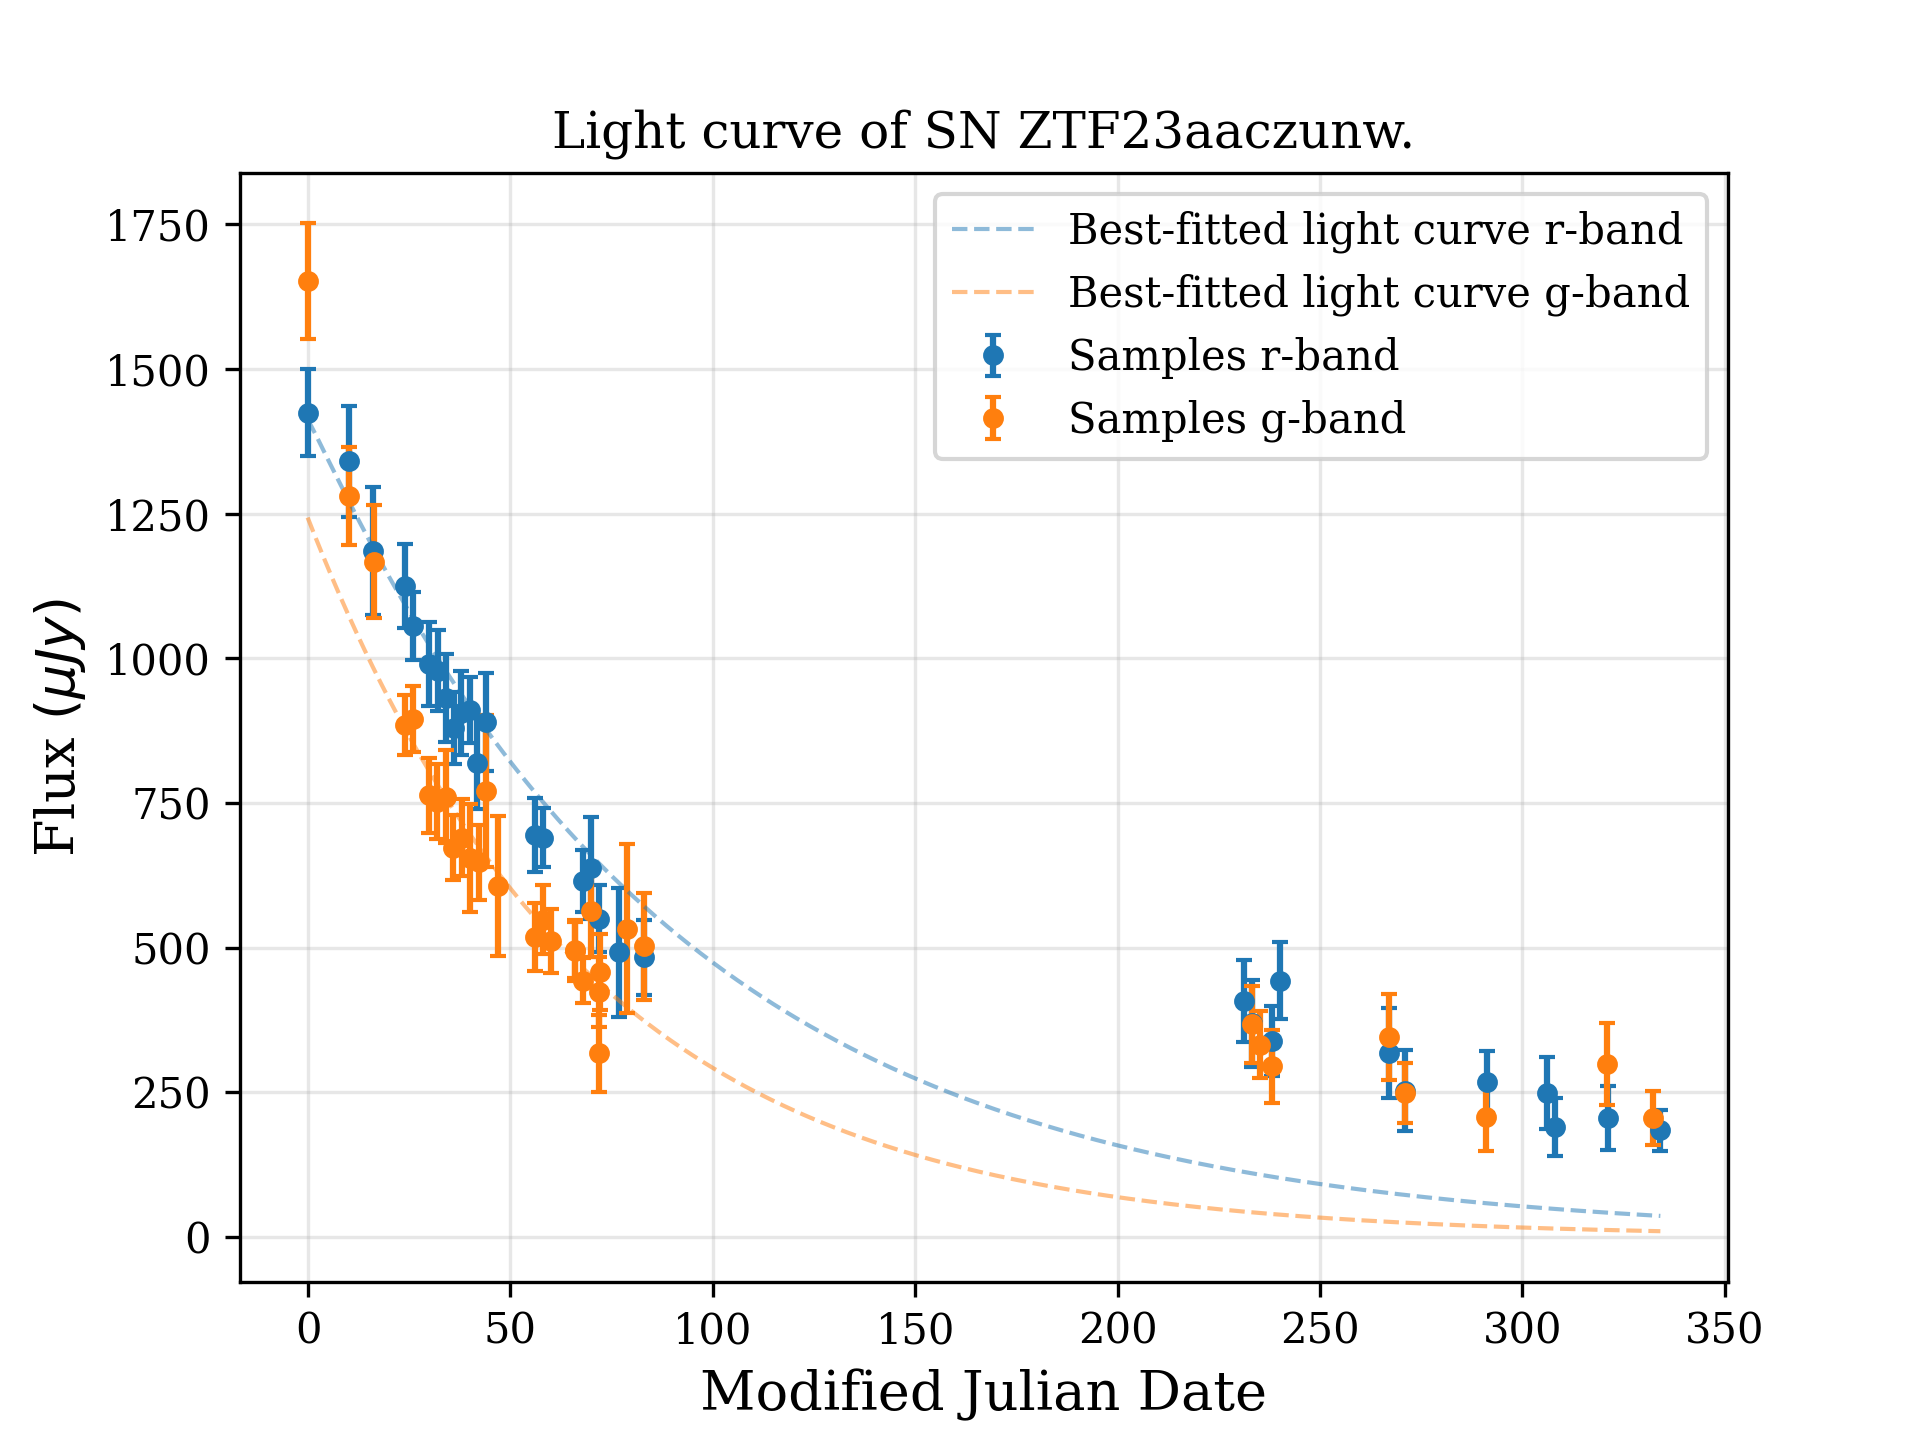 Light curve of SN ZTF23aaczunw.
Best-fitted light curve r-band
Best-fitted light curve g-band
Samples r-band
Samples g-band
Flux (μJy)
1750
1500
1250
1000
750
500
250
0
0 50 100 150 200 250 300 350
Modified Julian Date